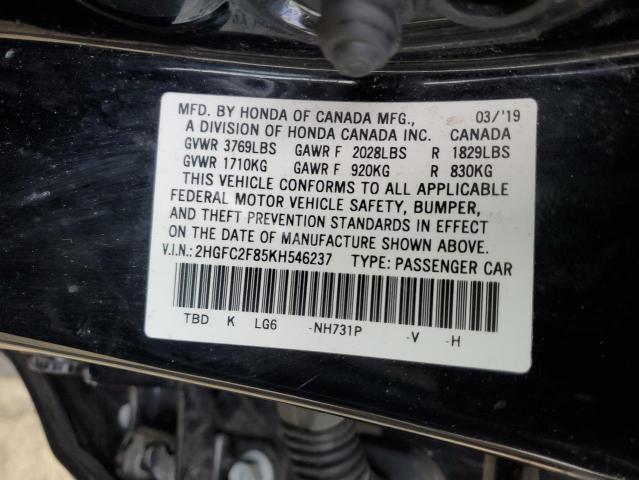 MFD. BY HONDA OF CANADA MFG., 03/'19
A DIVISION OF HONDA CANADA INC. CANADA
GVWR 3769LBS GAWR F 2028LBS R 1829LBS
GVWR 1710KG GAWR F 920KG R 830KG
THIS VEHICLE CONFORMS TO ALL APPLICABLE
FEDERAL MOTOR VEHICLE SAFETY, BUMPER,
AND THEFT PREVENTION STANDARDS IN EFFECT
ON THE DATE OF MANUFACTURE SHOWN ABOVE.
V.I.N.: 2HGFC2F85KH546237 TYPE: PASSENGER CAR
TBD K LG6 -NH731P -V -H